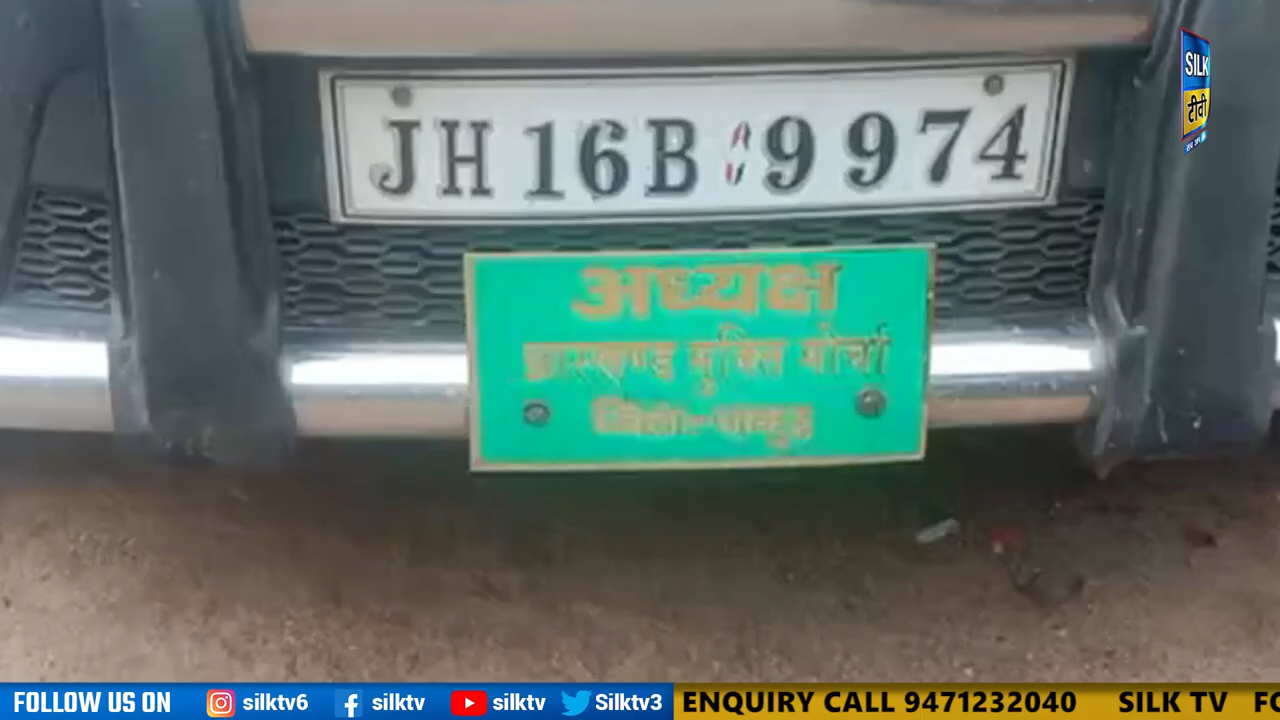 JH 16B 9974
अध्यक्ष
झारखण्ड मुक्ति मोर्चा
जिला-पाकुड़
SILK
टीवी
FOLLOW US ON silktv6 silktv silktv Silktv3 ENQUIRY CALL 9471232040 SILK TV